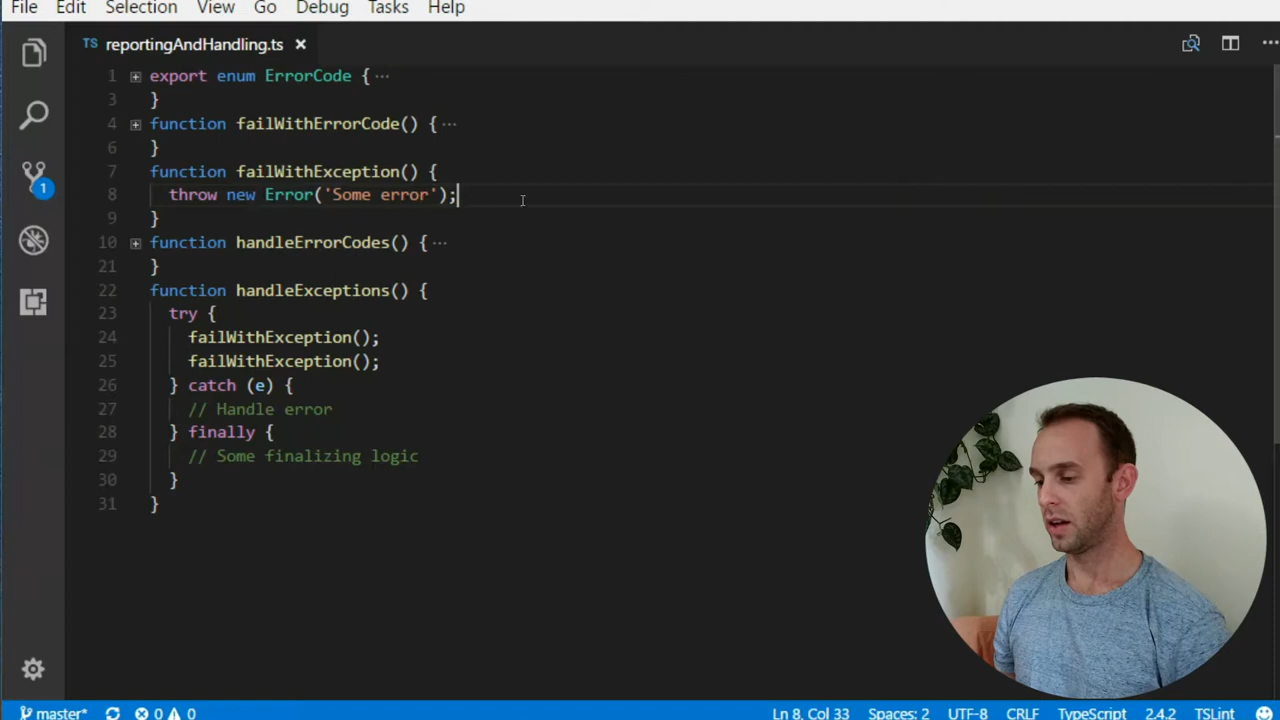 File Edit Selection View Go Debug Tasks Help
TS reportingAndHandling.ts ×
1 export enum ErrorCode { ···
3 }
4 function failWithErrorCode() { ···
6 }
7 function failWithException() {
8 throw new Error('Some error');
9 }
10 function handleErrorCodes() { ···
21 }
22 function handleExceptions() {
23 try {
24 failWithException();
25 failWithException();
26 } catch (e) {
27 // Handle error
28 } finally {
29 // Some finalizing logic
30 }
31 }
1
master* 0 0 Ln 8, Col 33 Spaces: 2 UTF-8 CRLF TypeScript 2.4.2 TSLint